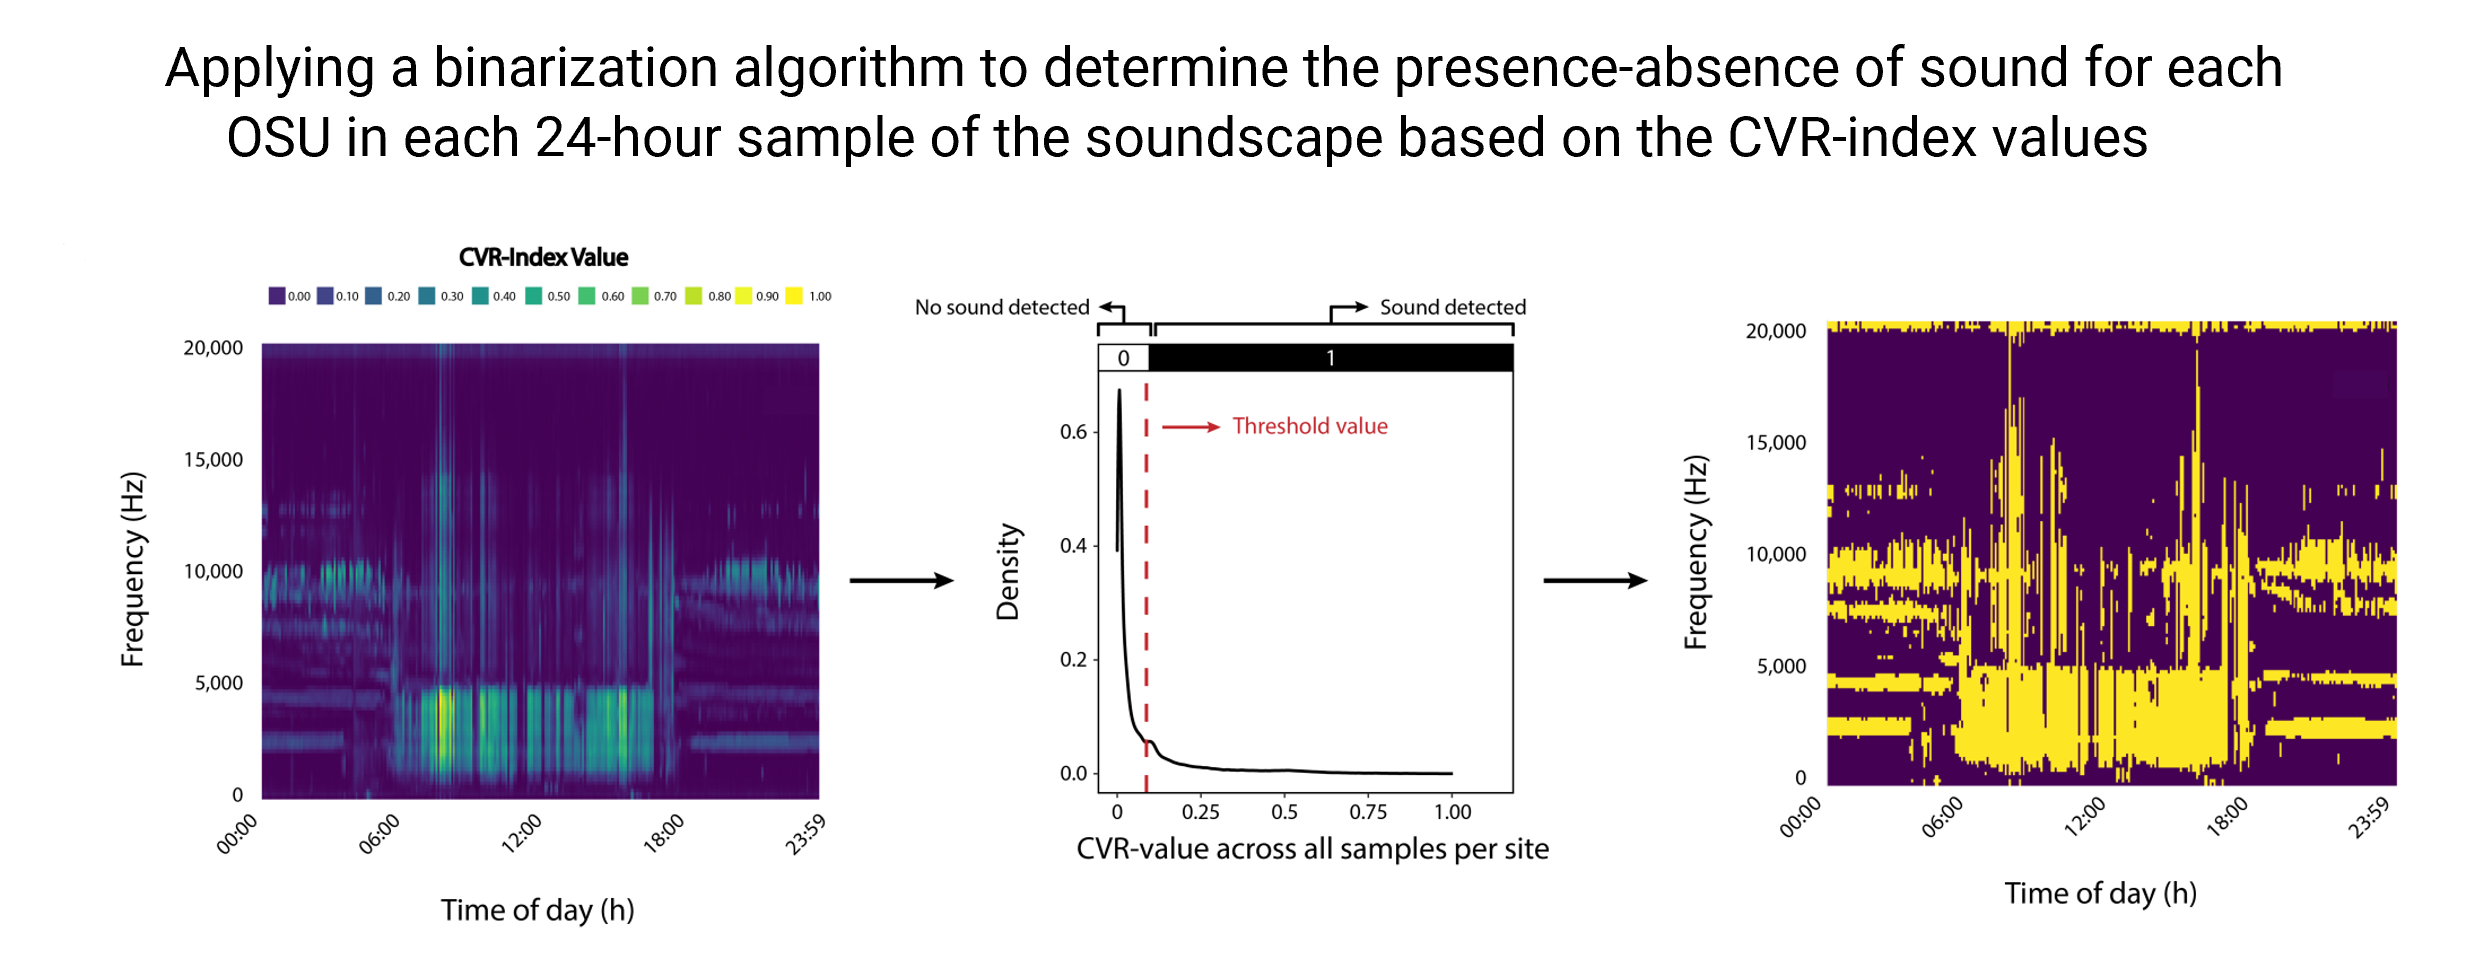 Applying a binarization algorithm to determine the presence-absence of sound for each
OSU in each 24-hour sample of the soundscape based on the CVR-index values
CVR-Index Value
0.00 0.10 0.20 0.30 0.40 0.50 0.60 0.70 0.80 0.90 1.00
Frequency (Hz)
20,000
15,000
10,000
5,000
0
00:00 06:00 12:00 18:00 23:59
Time of day (h)
No sound detected
Sound detected
0 1
Threshold value
Density
0.6
0.4
0.2
0.0
0 0.25 0.5 0.75 1.00
CVR-value across all samples per site
Frequency (Hz)
20,000
15,000
10,000
5,000
0
00:00 06:00 12:00 18:00 23:59
Time of day (h)